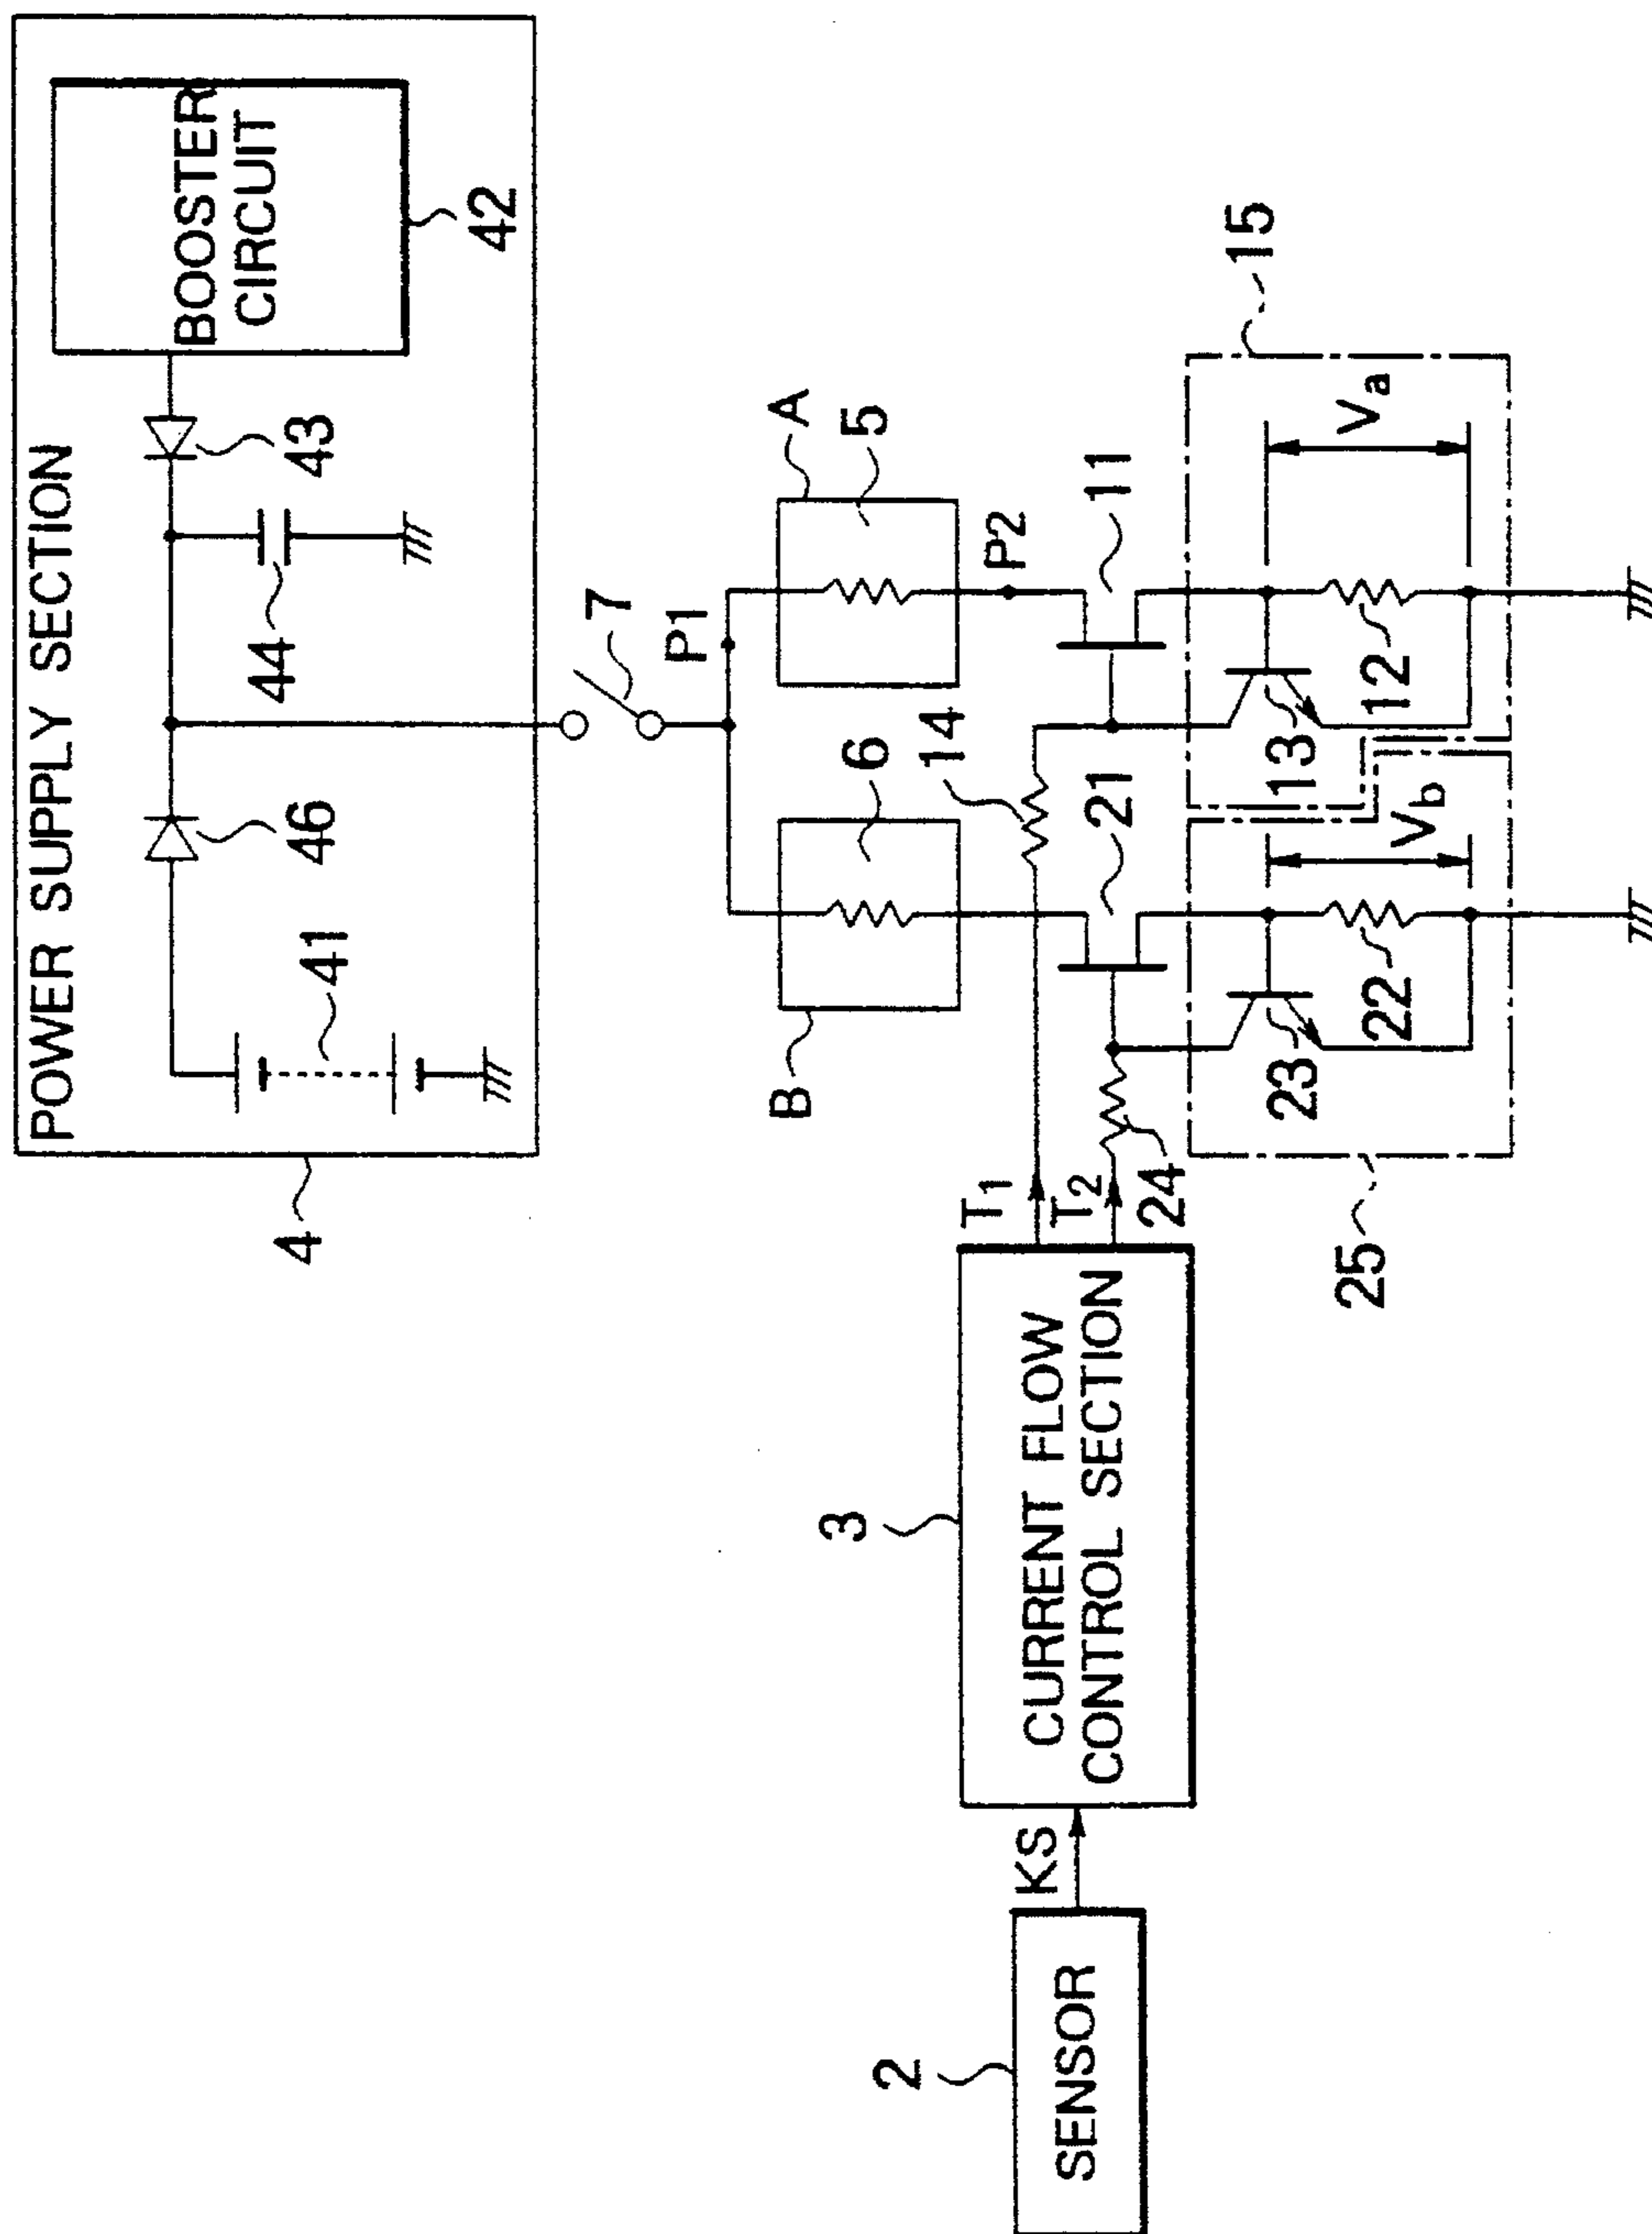 POWER SUPPLY SECTION
BOOSTER
CIRCUIT
42
43
44
46
41
4
7
P1
A
5
P2
11
6
B
14
21
15
Va
12
13
Vb
22
23
24
25
T1
T2
3
CURRENT FLOW
CONTROL SECTION
KS
2
SENSOR